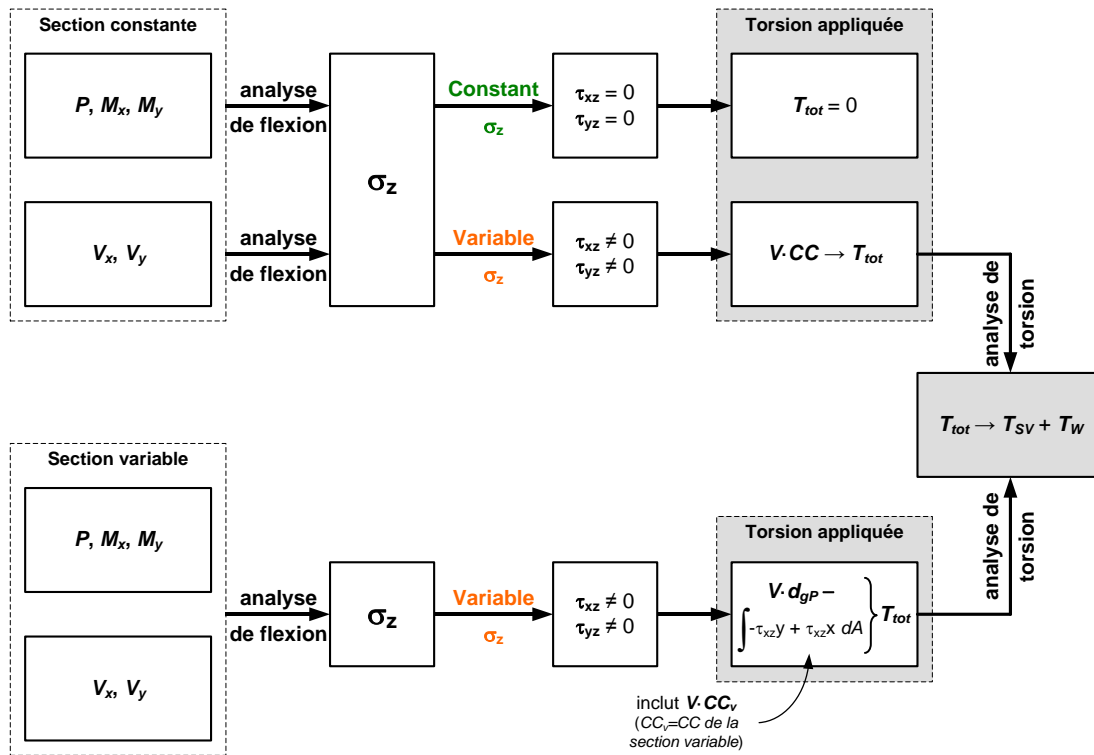 Section constante
P, Mx, My
Vx, Vy
analyse
de flexion
analyse
de flexion
σz
Constant
σz
Variable
σz
τxz = 0
τyz = 0
τxz ≠ 0
τyz ≠ 0
Torsion appliquée
Ttot = 0
V·CC → Ttot
analyse de
torsion
Ttot → TSV + TW
analyse de
torsion
Section variable
P, Mx, My
Vx, Vy
analyse
de flexion
σz
Variable
σz
τxz ≠ 0
τyz ≠ 0
Torsion appliquée
V·dgP –
∫-τxzy + τxzx dA } Ttot
inclut V·CCv
(CCv=CC de la
section variable)